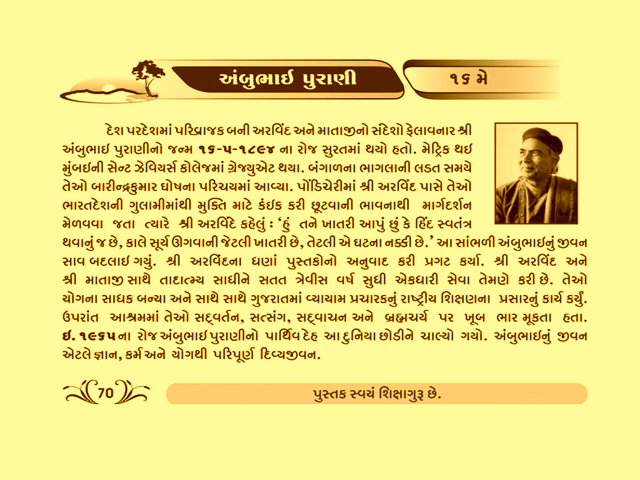 અંબુભાઈ પુરાણી
૧૬ મે
દેશ પરદેશમાં પરિવ્રાજક બની અરવિંદ અને માતાજીનો સંદેશો ફેલાવનાર શ્રી
અંબુભાઈ પુરાણીનો જન્મ ૧૬-૫-૧૮૯૪ ના રોજ સુરતમાં થયો હતો. મેટ્રિક થઈ
મુંબઈની સેન્ટ ઝેવિયર્સ કોલેજમાં ગ્રેજ્યુએટ થયા. બંગાળના ભાગલાની લડત સમયે
તેઓ બારીન્દ્રકુમાર ઘોષના પરિચયમાં આવ્યા. પોંડિચેરીમાં શ્રી અરવિંદ પાસે તેઓ
ભારતદેશની ગુલામીમાંથી મુક્તિ માટે કંઈક કરી છૂટવાની ભાવનાથી માર્ગદર્શન
મેળવવા જતા ત્યારે શ્રી અરવિંદે કહેલું : ‘હું તને ખાતરી આપું છું કે હિંદ સ્વતંત્ર
થવાનું જ છે, કાલે સૂર્ય ઊગવાની જેટલી ખાતરી છે, તેટલી એ ઘટના નક્કી છે.’ આ સાંભળી અંબુભાઈનું જીવન
સાવ બદલાઈ ગયું. શ્રી અરવિંદના ઘણાં પુસ્તકોનો અનુવાદ કરી પ્રગટ કર્યા. શ્રી અરવિંદ અને
શ્રી માતાજી સાથે તાદાત્મ્ય સાધીને સતત ત્રેવીસ વર્ષ સુધી એકધારી સેવા તેમણે કરી છે. તેઓ
યોગના સાધક બન્યા અને સાથે સાથે ગુજરાતમાં વ્યાયામ પ્રચારકનું રાષ્ટ્રીય શિક્ષણના પ્રસારનું કાર્ય કર્યું.
ઉપરાંત આશ્રમમાં તેઓ સદ્‌વર્તન, સત્સંગ, સદ્‌વાચન અને બ્રહ્મચર્ય પર ખૂબ ભાર મૂકતા હતા.
ઇ. ૧૯૬૫ ના રોજ અંબુભાઈ પુરાણીનો પાર્થિવ દેહ આ દુનિયા છોડીને ચાલ્યો ગયો. અંબુભાઈનું જીવન
એટલે જ્ઞાન, કર્મ અને યોગથી પરિપૂર્ણ દિવ્યજીવન.
70
પુસ્તક સ્વયં શિક્ષાગુરૂ છે.